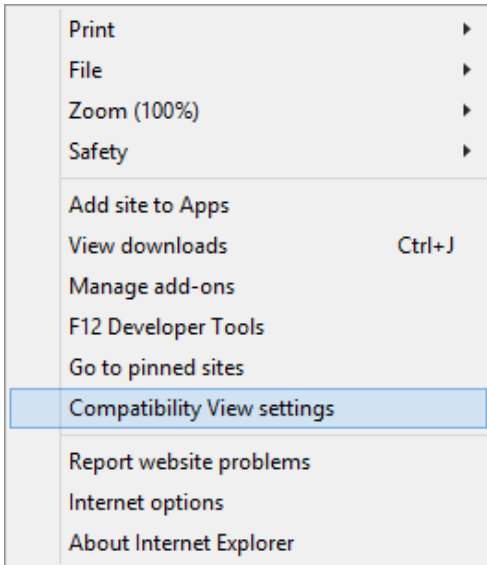 Print
File
Zoom (100%)
Safety
Add site to Apps
View downloads Ctrl+J
Manage add-ons
F12 Developer Tools
Go to pinned sites
Compatibility View settings
Report website problems
Internet options
About Internet Explorer